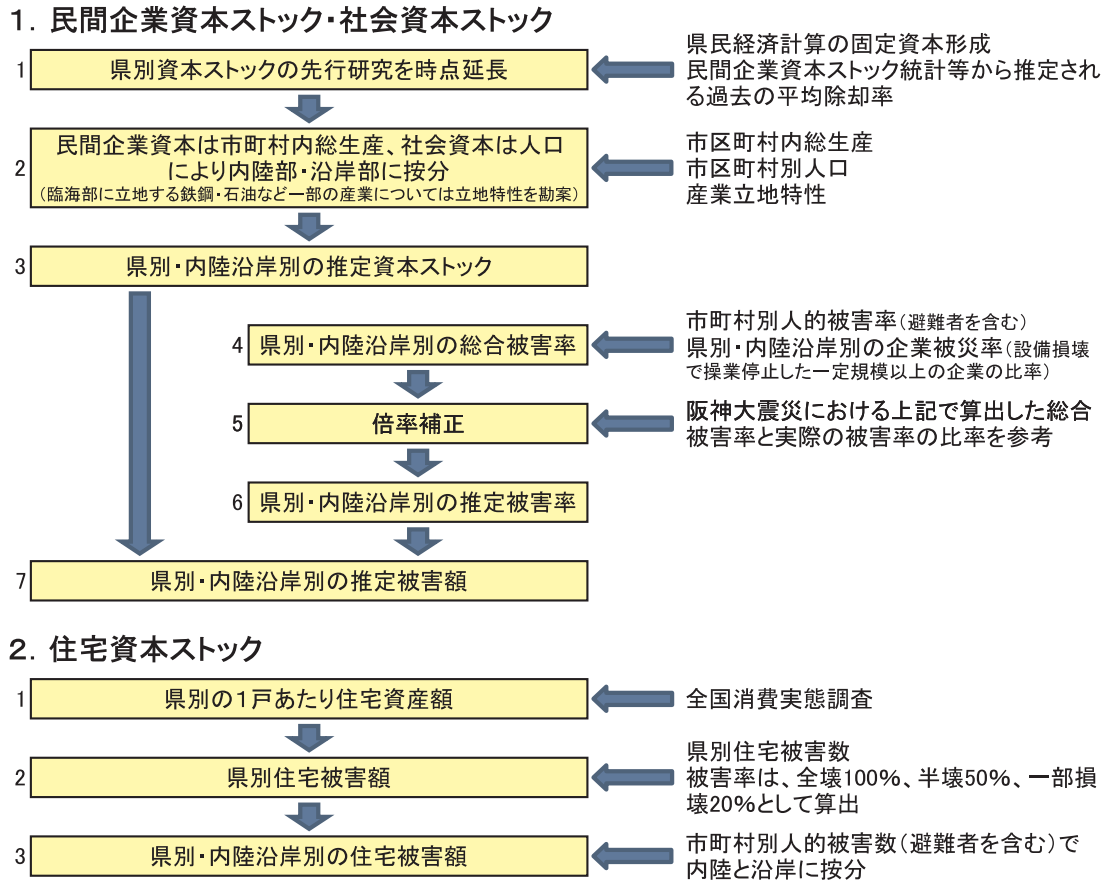 １．民間企業資本ストック・社会資本ストック
1 県別資本ストックの先行研究を時点延長
県民経済計算の固定資本形成
民間企業資本ストック統計等から推定され
る過去の平均除却率
2 民間企業資本は市町村内総生産、社会資本は人口
により内陸部・沿岸部に按分
（臨海部に立地する鉄鋼・石油など一部の産業については立地特性を勘案）
市区町村内総生産
市区町村別人口
産業立地特性
3 県別・内陸沿岸別の推定資本ストック
4 県別・内陸沿岸別の総合被害率
市町村別人的被害率（避難者を含む）
県別・内陸沿岸別の企業被災率（設備損壊
で操業停止した一定規模以上の企業の比率）
5 倍率補正
阪神大震災における上記で算出した総合
被害率と実際の被害率の比率を参考
6 県別・内陸沿岸別の推定被害率
7 県別・内陸沿岸別の推定被害額
２．住宅資本ストック
1 県別の１戸あたり住宅資産額
全国消費実態調査
2 県別住宅被害額
県別住宅被害数
被害率は、全壊100％、半壊50％、一部損
壊20％として算出
3 県別・内陸沿岸別の住宅被害額
市町村別人的被害数（避難者を含む）で
内陸と沿岸に按分